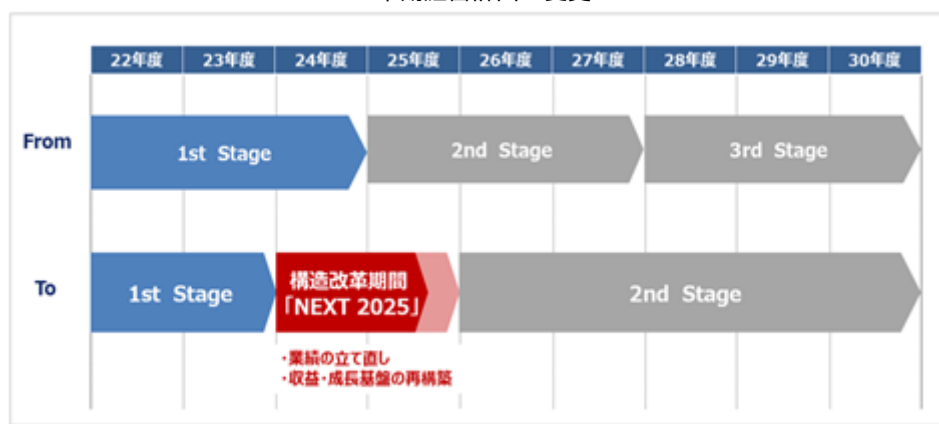 22年度 23年度 24年度 25年度 26年度 27年度 28年度 29年度 30年度
From
1st Stage
2nd Stage
3rd Stage
To
1st Stage
構造改革期間
「NEXT 2025」
2nd Stage
・業績の立て直し
・収益・成長基盤の再構築